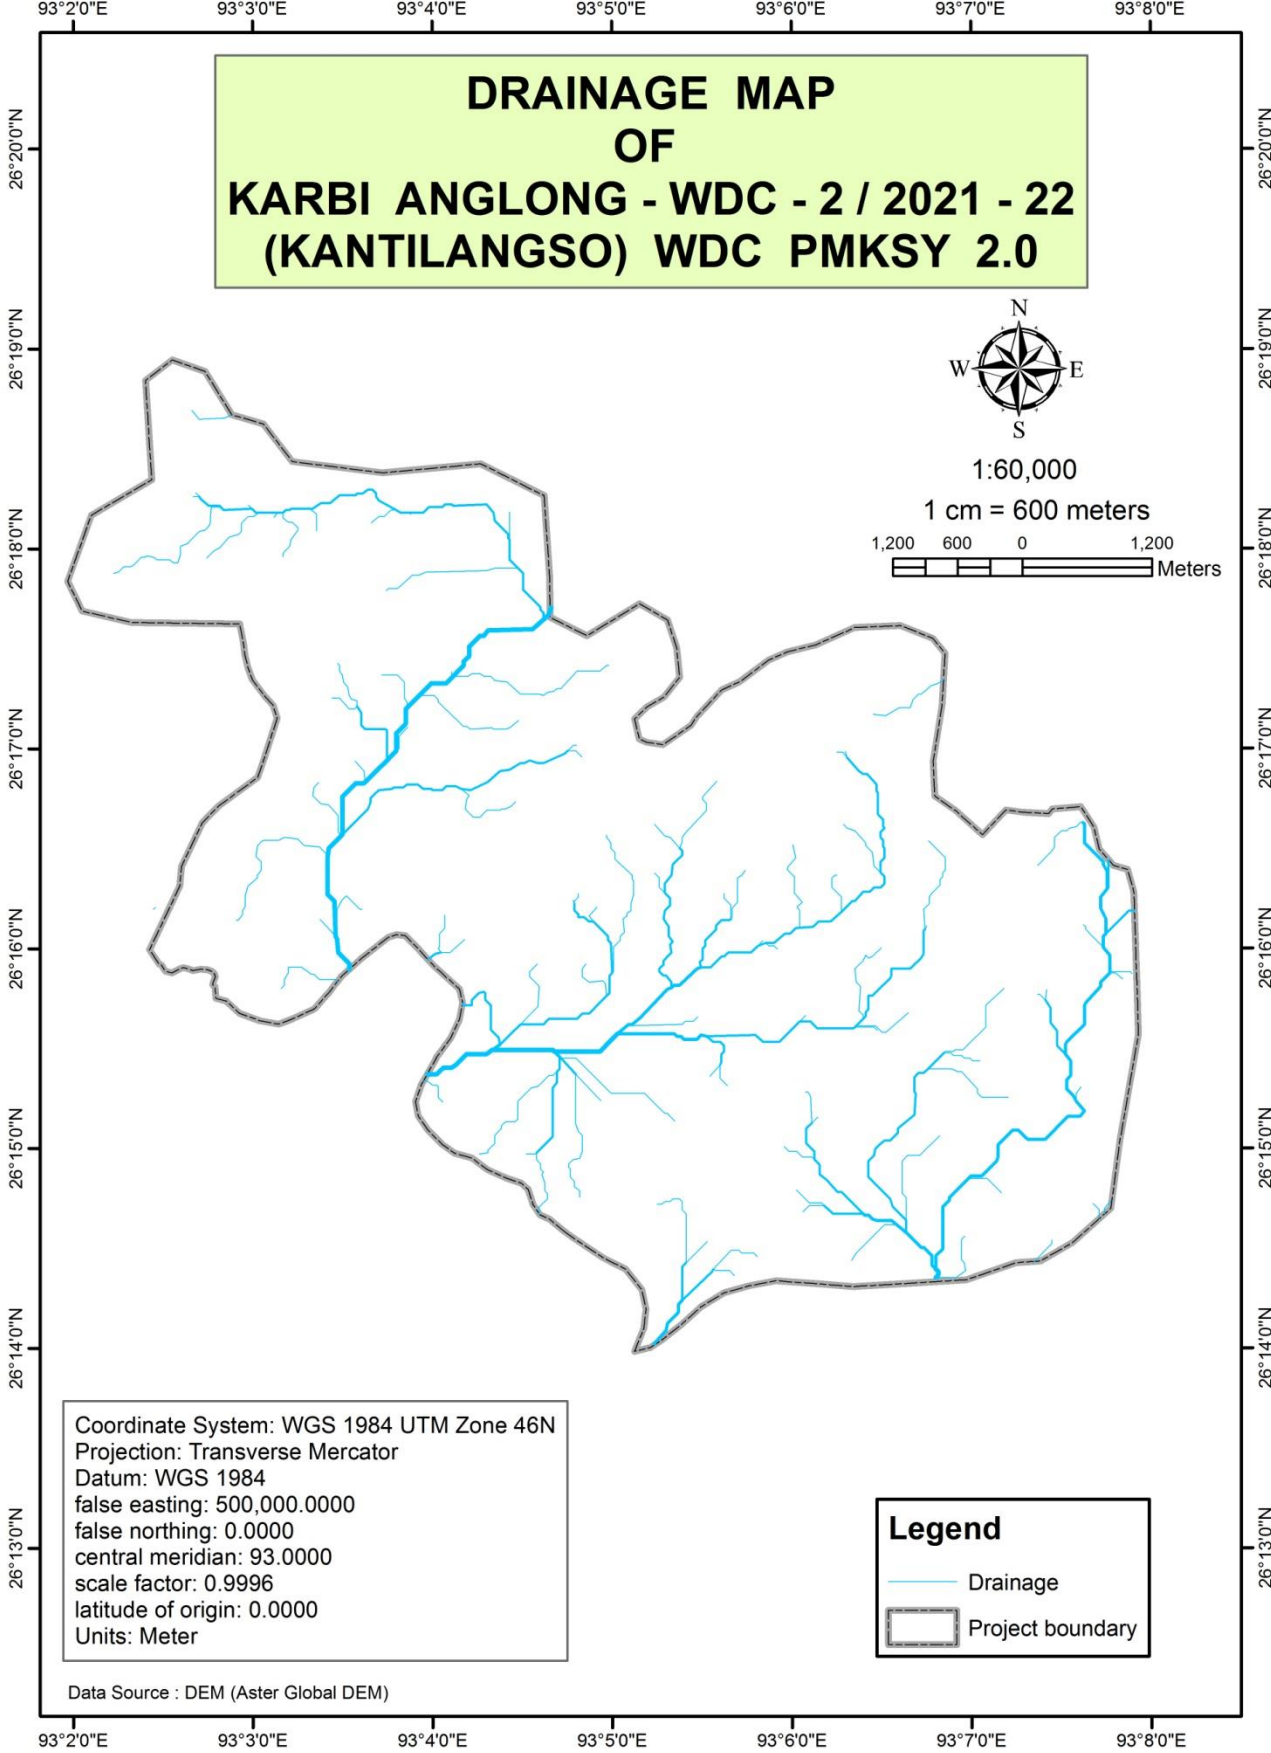 93°2'0"E 93°3'0"E 93°4'0"E 93°5'0"E 93°6'0"E 93°7'0"E 93°8'0"E
DRAINAGE MAP
OF
KARBI ANGLONG - WDC - 2 / 2021 - 22
(KANTILANGSO) WDC PMKSY 2.0
26°20'0"N 26°20'0"N
N
26°19'0"N 26°19'0"N
W E
S
1:60,000
1 cm = 600 meters
1,200 600 0 1,200
Meters
26°18'0"N 26°18'0"N
26°17'0"N 26°17'0"N
26°16'0"N 26°16'0"N
26°15'0"N 26°15'0"N
26°14'0"N 26°14'0"N
Coordinate System: WGS 1984 UTM Zone 46N
Projection: Transverse Mercator
Datum: WGS 1984
false easting: 500,000.0000
false northing: 0.0000
central meridian: 93.0000
scale factor: 0.9996
latitude of origin: 0.0000
Units: Meter
26°13'0"N 26°13'0"N
Legend
Drainage
Project boundary
Data Source : DEM (Aster Global DEM)
93°2'0"E 93°3'0"E 93°4'0"E 93°5'0"E 93°6'0"E 93°7'0"E 93°8'0"E